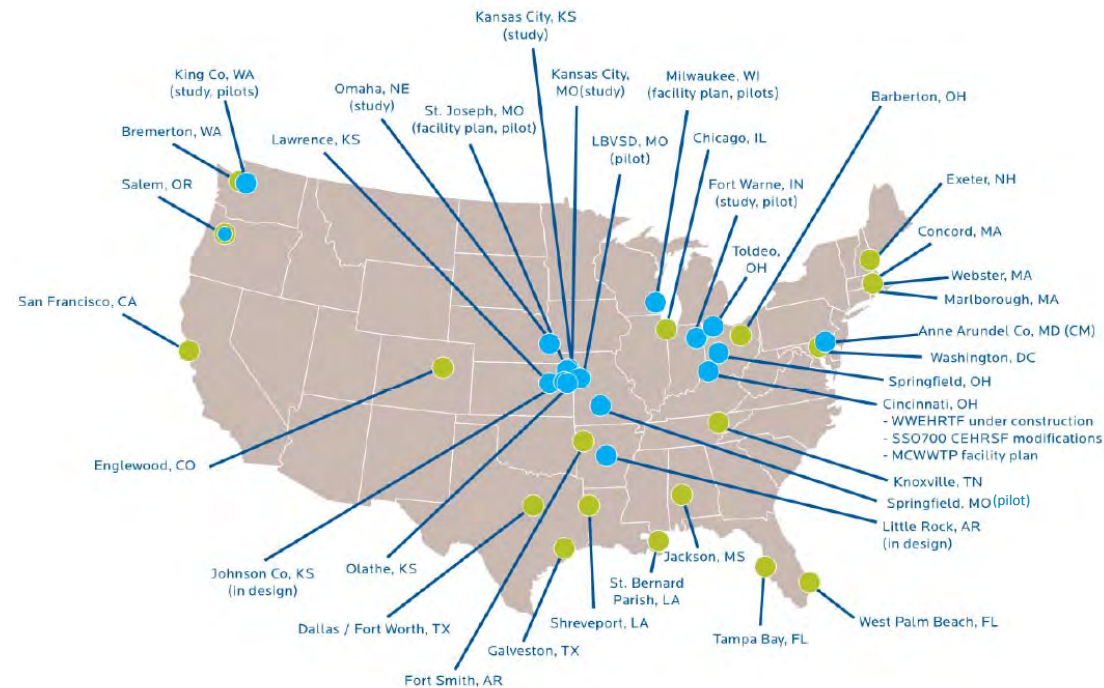 Kansas City, KS
(study)
King Co, WA
(study, pilots)
Omaha, NE
(study)
St. Joseph, MO
(facility plan, pilot)
Kansas City,
MO(study)
Milwaukee, WI
(facility plan, pilots)
Barberton, OH
Bremerton, WA
Lawrence, KS
LBVSD, MO
(pilot)
Chicago, IL
Salem, OR
Fort Warne, IN
(study, pilot)
Exeter, NH
Concord, MA
Toldeo,
OH
Webster, MA
Marlborough, MA
San Francisco, CA
Anne Arundel Co, MD (CM)
Washington, DC
Springfield, OH
Cincinnati, OH
- WWEHRTF under construction
- SSO700 CEHRSF modifications
- MCWWTP facility plan
Englewood, CO
Knoxville, TN
Springfield, MO(pilot)
Little Rock, AR
(in design)
Johnson Co, KS
(in design)
Olathe, KS
Jackson, MS
St. Bernard
Parish, LA
Dallas / Fort Worth, TX
Shreveport, LA
West Palm Beach, FL
Tampa Bay, FL
Galveston, TX
Fort Smith, AR